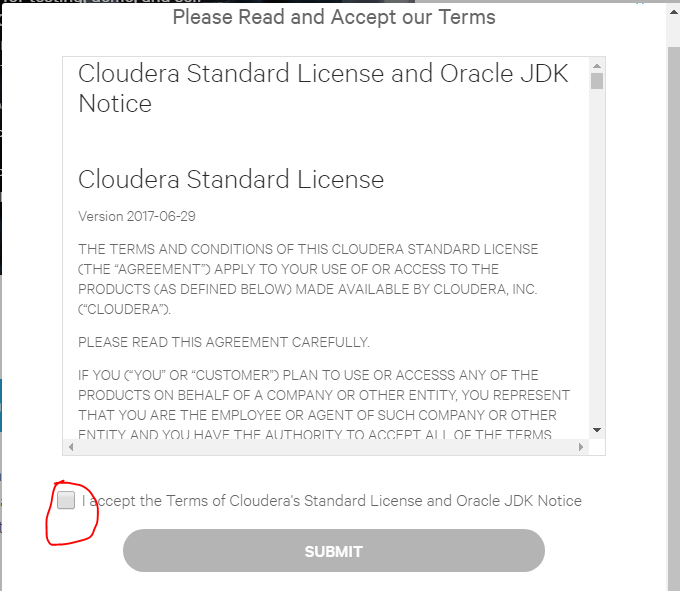 Please Read and Accept our Terms
Cloudera Standard License and Oracle JDK
Notice
Cloudera Standard License
Version 2017-06-29
THE TERMS AND CONDITIONS OF THIS CLOUDERA STANDARD LICENSE
(THE “AGREEMENT”) APPLY TO YOUR USE OF OR ACCESS TO THE
PRODUCTS (AS DEFINED BELOW) MADE AVAILABLE BY CLOUDERA, INC.
(“CLOUDERA”).
PLEASE READ THIS AGREEMENT CAREFULLY.
IF YOU (“YOU” OR “CUSTOMER”) PLAN TO USE OR ACCESSS ANY OF THE
PRODUCTS ON BEHALF OF A COMPANY OR OTHER ENTITY, YOU REPRESENT
THAT YOU ARE THE EMPLOYEE OR AGENT OF SUCH COMPANY OR OTHER
ENTITY AND YOU HAVE THE AUTHORITY TO ACCEPT ALL OF THE TERMS
I accept the Terms of Cloudera's Standard License and Oracle JDK Notice
SUBMIT